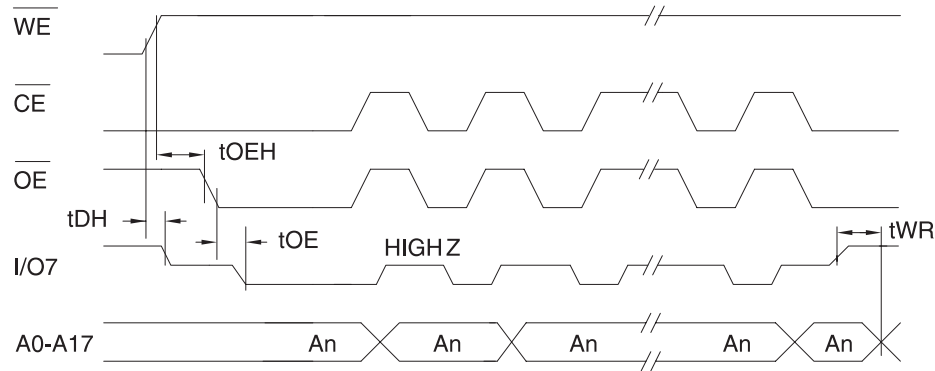 WE
CE
tOEH
OE
tDH
tOE
HIGH Z
tWR
I/O7
A0-A17 An An An An An